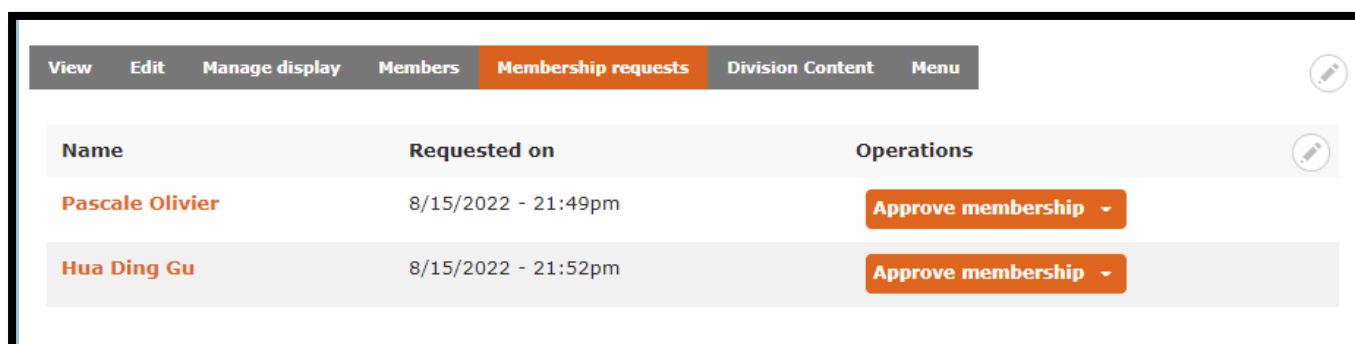 View Edit Manage display Members Membership requests Division Content Menu
Name Requested on Operations
Pascale Olivier 8/15/2022 - 21:49pm Approve membership
Hua Ding Gu 8/15/2022 - 21:52pm Approve membership